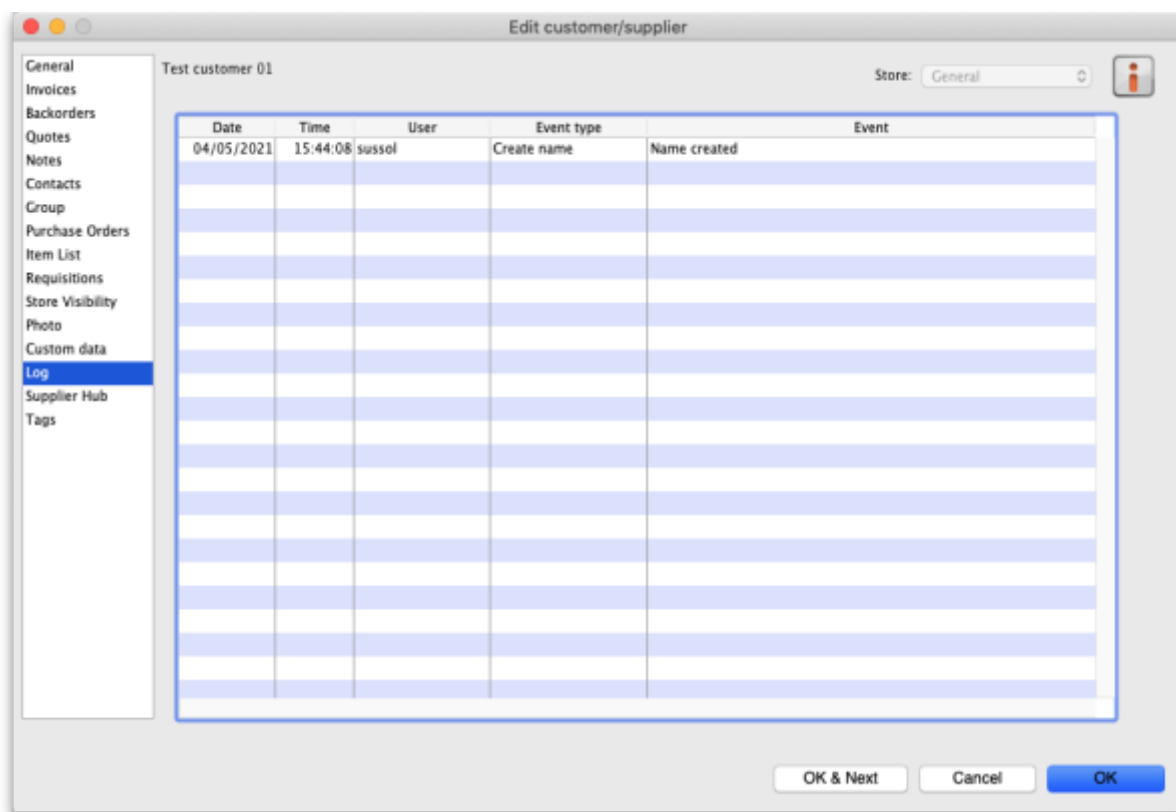 Edit customer/supplier
General
Invoices
Backorders
Quotes
Notes
Contacts
Group
Purchase Orders
Item List
Requisitions
Store Visibility
Photo
Custom data
Log
Supplier Hub
Tags
Test customer 01
Store: General
Date Time User Event type Event
04/05/2021 15:44:08 sussol Create name Name created
OK & Next Cancel OK